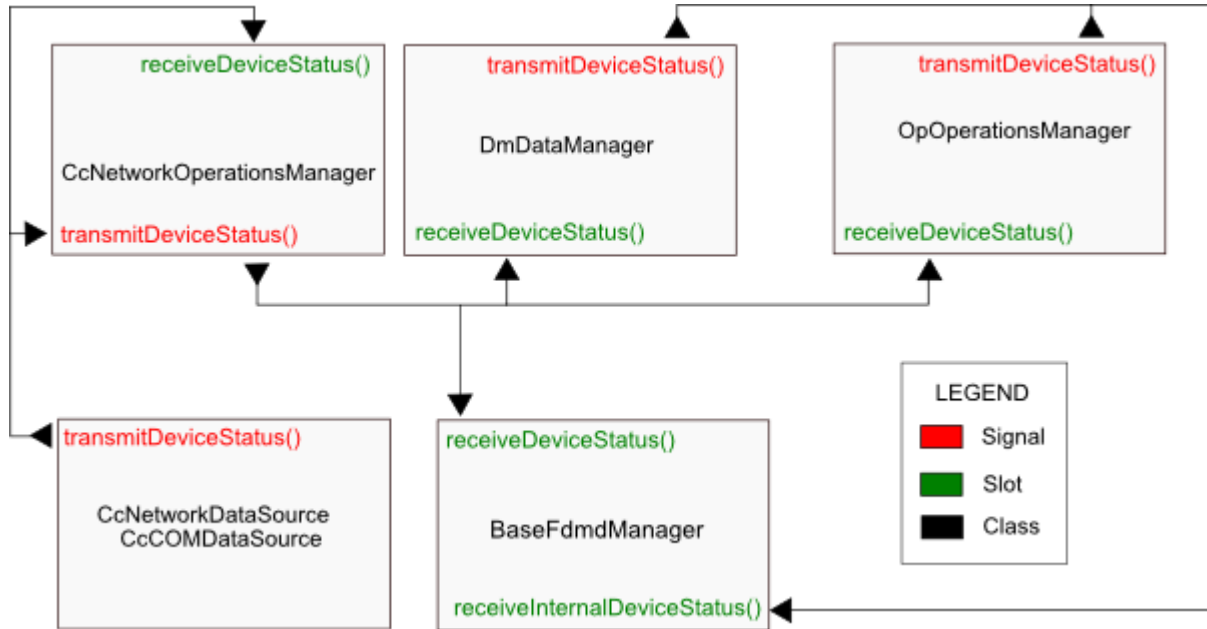 receiveDeviceStatus()
CcNetworkOperationsManager
transmitDeviceStatus()
transmitDeviceStatus()
DmDataManager
receiveDeviceStatus()
transmitDeviceStatus()
OpOperationsManager
receiveDeviceStatus()
transmitDeviceStatus()
CcNetworkDataSource
CcCOMDataSource
receiveDeviceStatus()
BaseFdmdManager
receiveInternalDeviceStatus()
LEGEND
Signal
Slot
Class